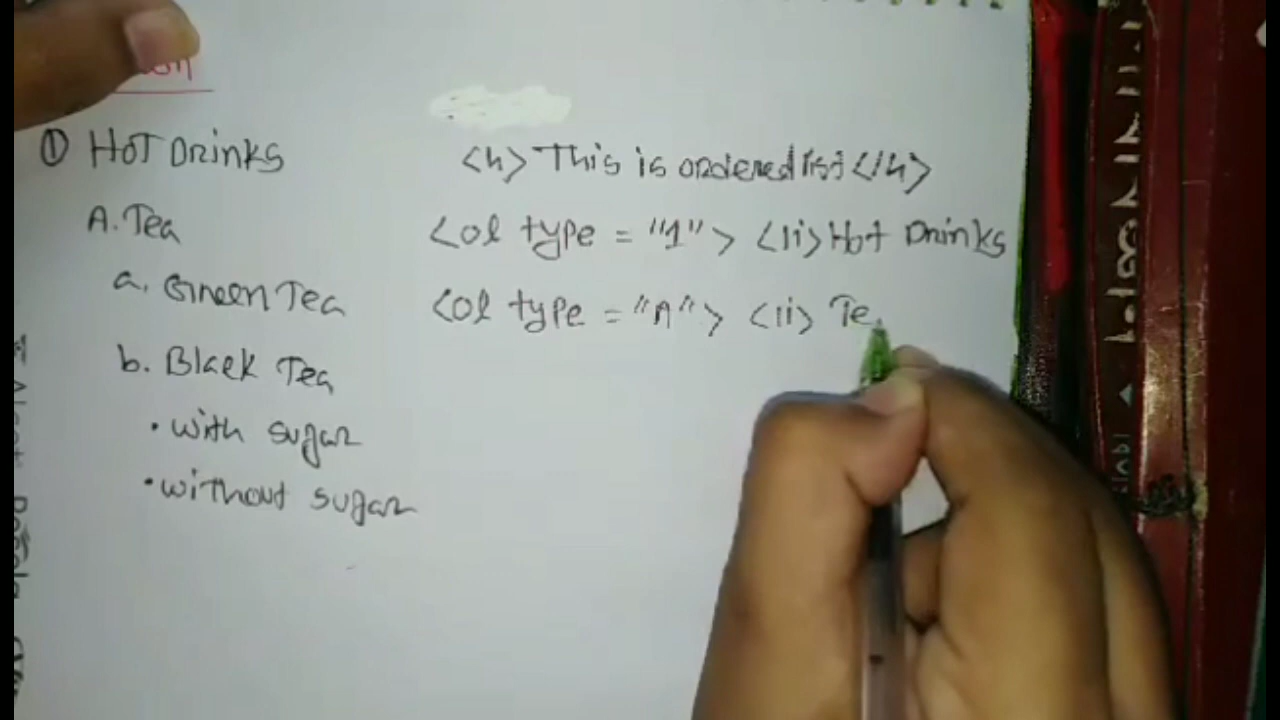 ① HOT Drinks
A. Tea
a. Green Tea
b. Black Tea
• with sugar
• without sugar
<h> This is ordered list </h>
<ol type = "1"> <li> Hot Drinks
<ol type = "A"> <li> Te